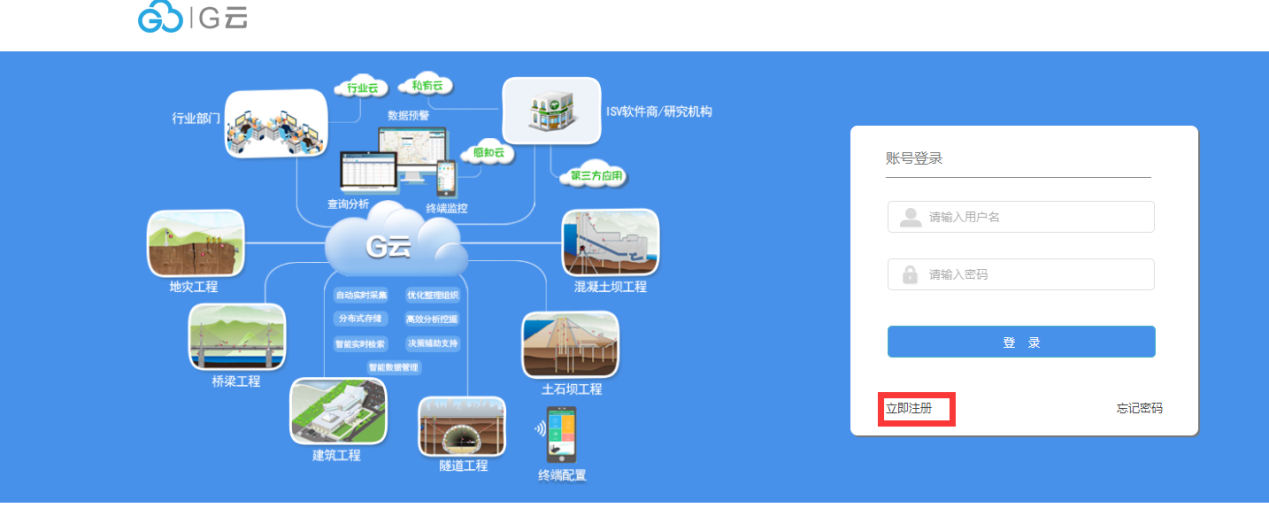 G云
行业云
私有云
行业部门
数据预警
ISV软件商/研究机构
感知云
第三方应用
查询分析
终端监控
G云
地灾工程
混凝土坝工程
自动实时采集
优化整理组织
分布式存储
高效分析挖掘
智能实时检索
决策辅助支持
智能数据管理
桥梁工程
土石坝工程
建筑工程
隧道工程
终端配置
账号登录
请输入用户名
请输入密码
登 录
立即注册
忘记密码